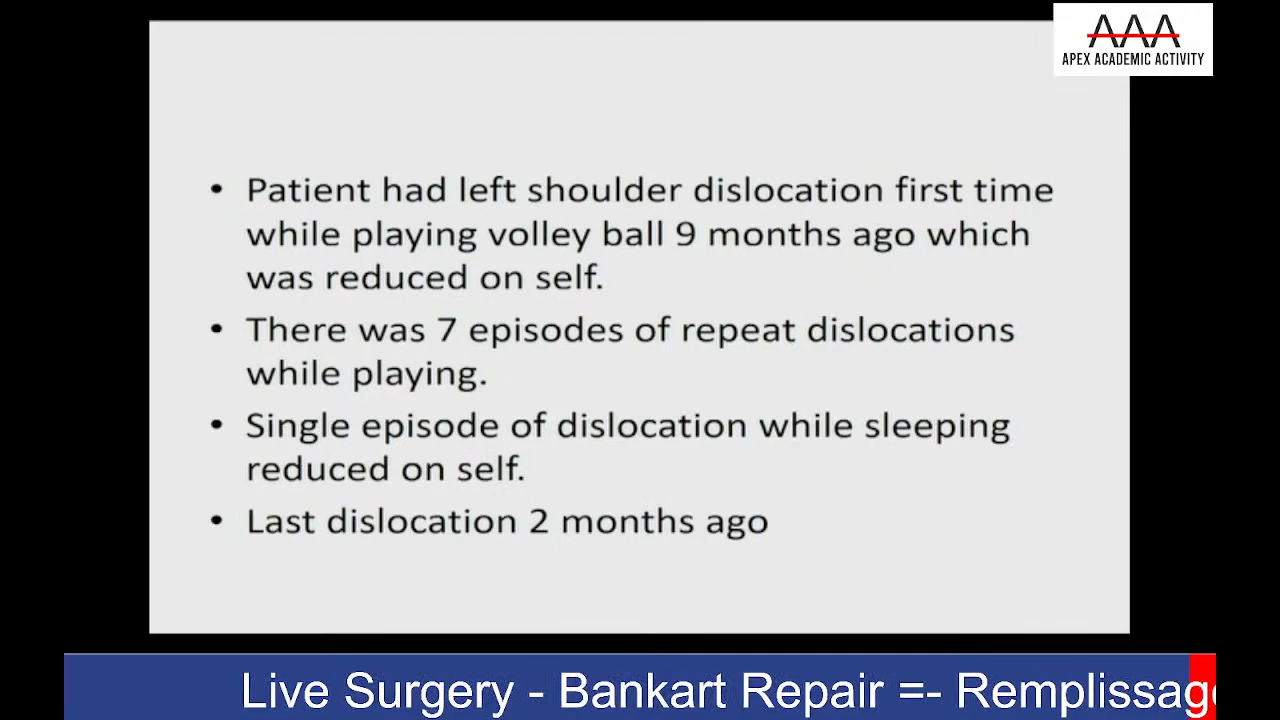 AAA
APEX ACADEMIC ACTIVITY
• Patient had left shoulder dislocation first time
while playing volley ball 9 months ago which
was reduced on self.
• There was 7 episodes of repeat dislocations
while playing.
• Single episode of dislocation while sleeping
reduced on self.
• Last dislocation 2 months ago
Live Surgery - Bankart Repair =- Remplissage